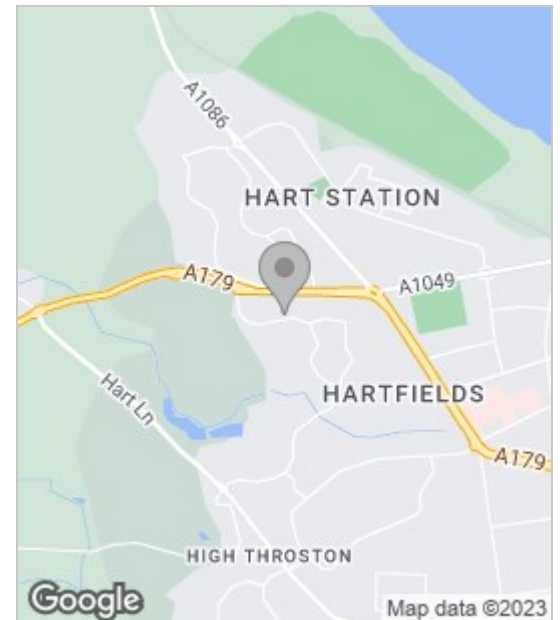 A1086
HART STATION
A179
A1049
HARTFIELDS
Hart Ln
A179
HIGH THROSTON
Google
Map data ©2023